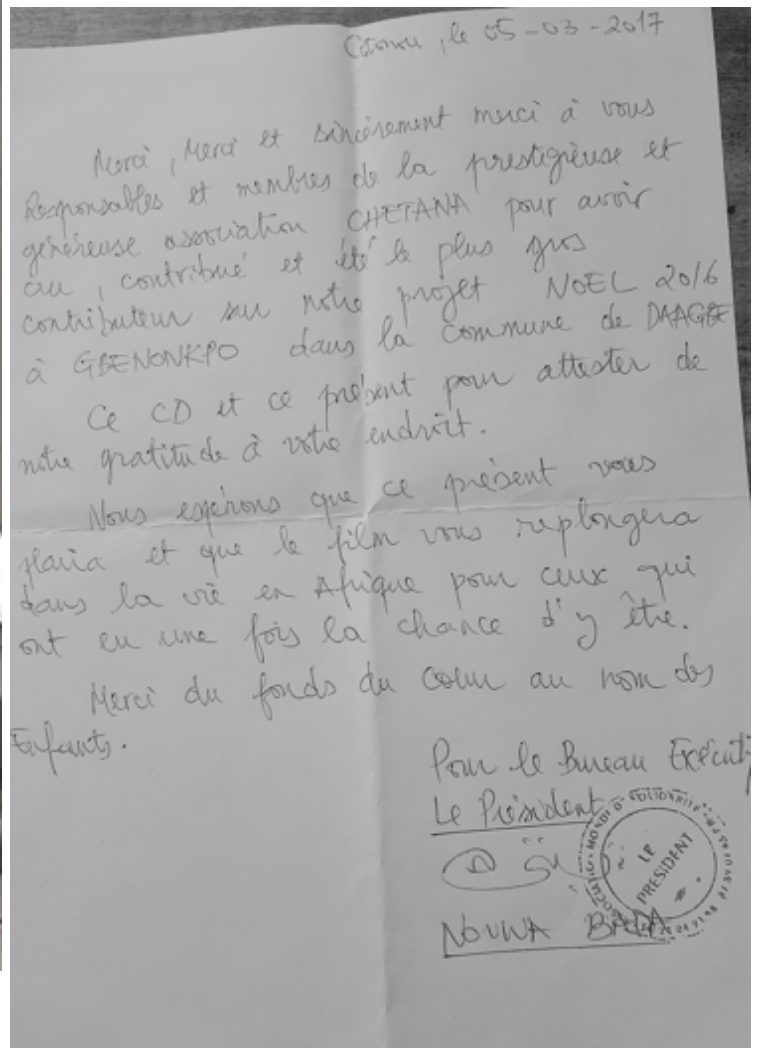 Cotonou, le 05-03-2017
Merci, Merci et sincèrement merci à vous
Responsables et membres de la prestigieuse et
généreuse association CHETANA pour avoir
cru, contribué et été le plus gros
contributeur sur notre projet NOEL 2016
à GBENONKPO dans la Commune de DAAGBE
Ce CD et ce présent pour attester de
notre gratitude à votre endroit.
Nous espérons que ce présent vous
plaira et que le film vous replongera
dans la vie en Afrique pour ceux qui
ont eu une fois la chance d'y être.
Merci du fonds du coeur au nom des
Enfants.
Pour le Bureau Exécuti
Le Président
LE
PRESIDENT
NOUWA BADA